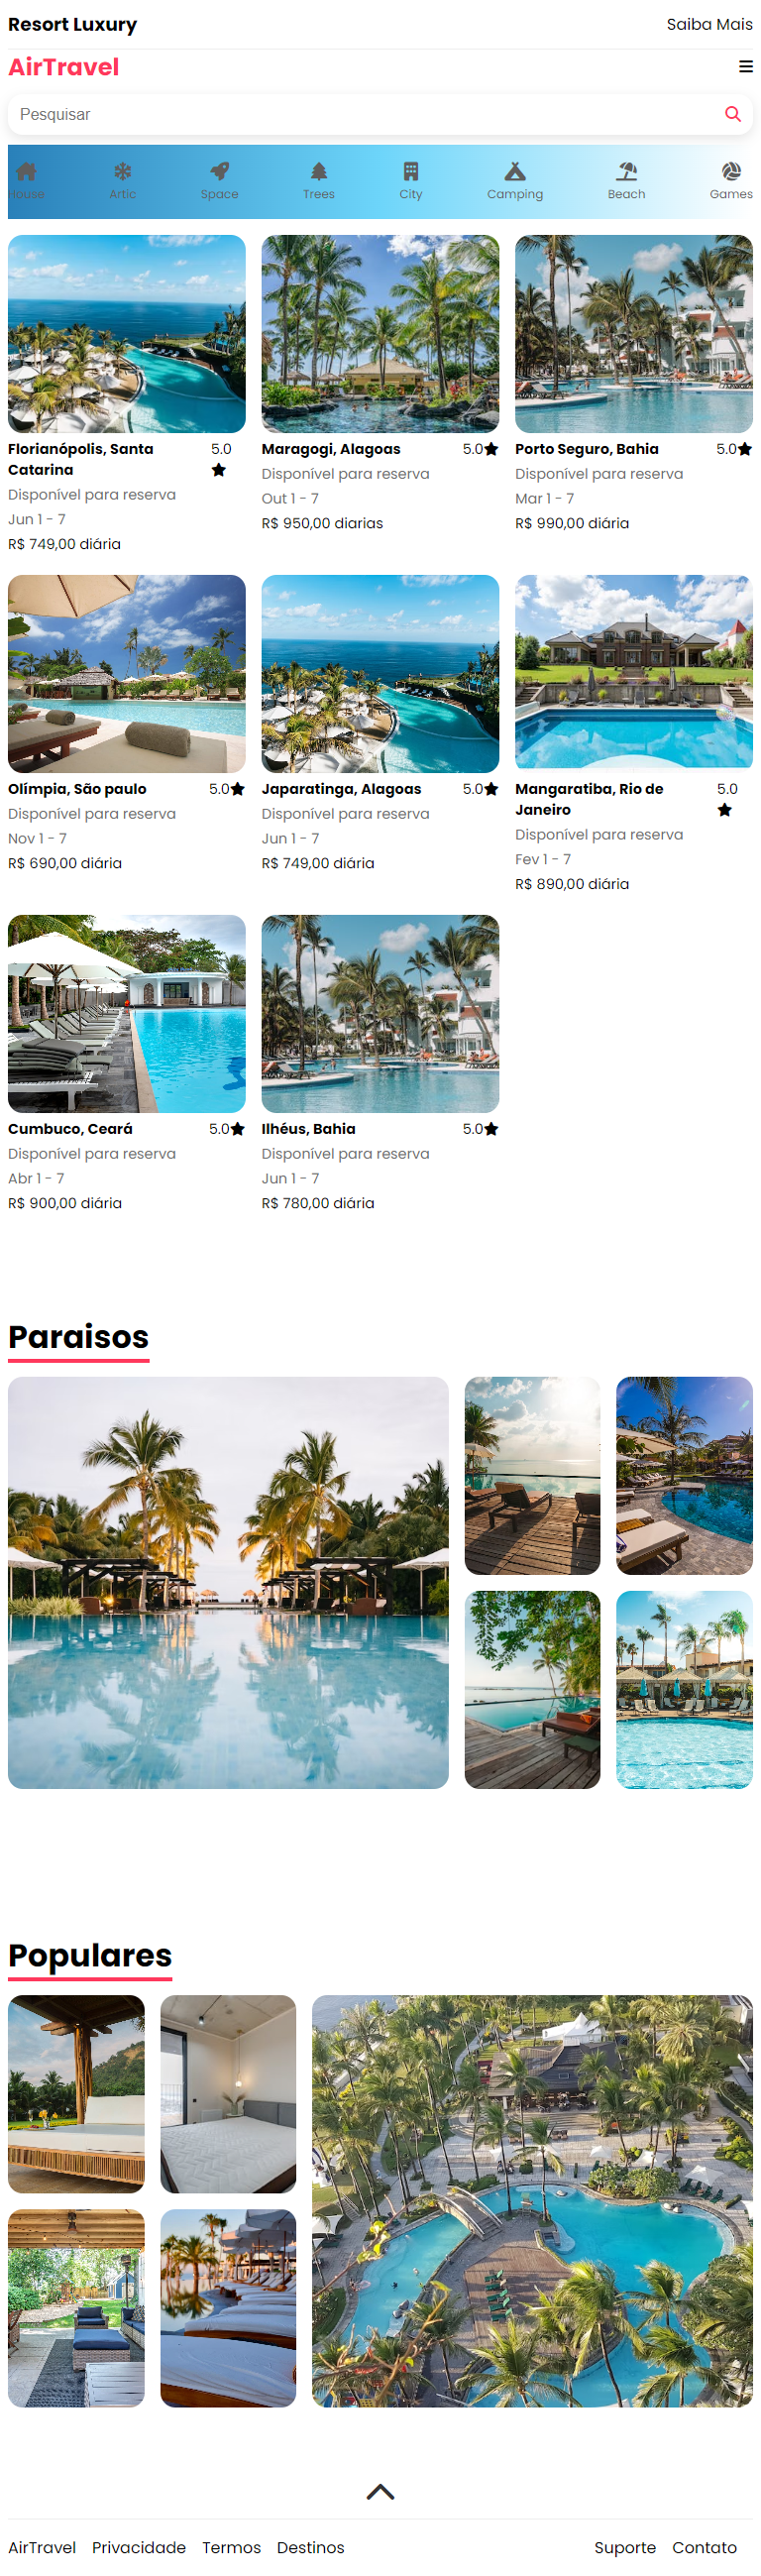 Resort Luxury Saiba Mais
AirTravel
Pesquisar
House Artic Space Trees City Camping Beach Games
Florianópolis, Santa Catarina 5.0
Disponível para reserva
Jun 1 - 7
R$ 749,00 diária
Maragogi, Alagoas 5.0
Disponível para reserva
Out 1 - 7
R$ 950,00 diarias
Porto Seguro, Bahia 5.0
Disponível para reserva
Mar 1 - 7
R$ 990,00 diária
Olímpia, São paulo 5.0
Disponível para reserva
Nov 1 - 7
R$ 690,00 diária
Japaratinga, Alagoas 5.0
Disponível para reserva
Jun 1 - 7
R$ 749,00 diária
Mangaratiba, Rio de Janeiro 5.0
Disponível para reserva
Fev 1 - 7
R$ 890,00 diária
Cumbuco, Ceará 5.0
Disponível para reserva
Abr 1 - 7
R$ 900,00 diária
Ilhéus, Bahia 5.0
Disponível para reserva
Jun 1 - 7
R$ 780,00 diária
Paraisos
Populares
AirTravel Privacidade Termos Destinos Suporte Contato